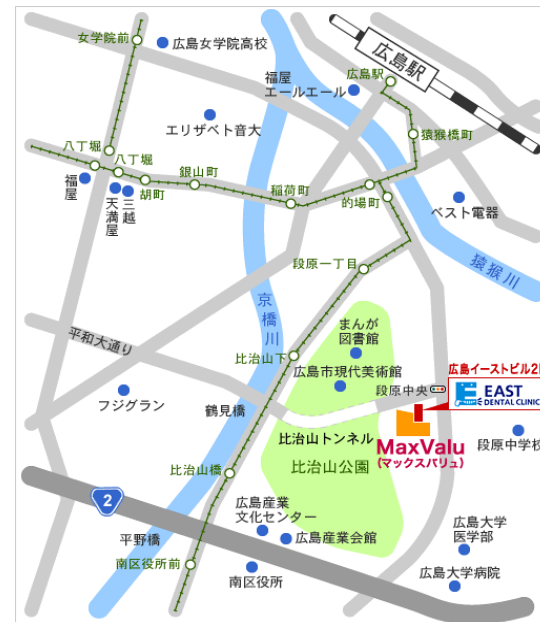 女学院前
広島女学院高校
福屋
エールエール
広島駅
広島駅
エリザベト音大
猿猴橋町
八丁堀
八丁堀
福屋
天満屋
三越
胡町
銀山町
稲荷町
的場町
ベスト電器
猿猴川
段原一丁目
京橋川
まんが
図書館
平和大通り
比治山下
広島市現代美術館
広島イーストビル2F
段原中央
EAST
DENTAL CLINIC
フジグラン
鶴見橋
比治山トンネル
MaxValu
(マックスバリュ)
段原中学校
比治山公園
比治山橋
2
広島産業
文化センター
広島産業会館
平野橋
南区役所前
南区役所
広島大学
医学部
広島大学病院